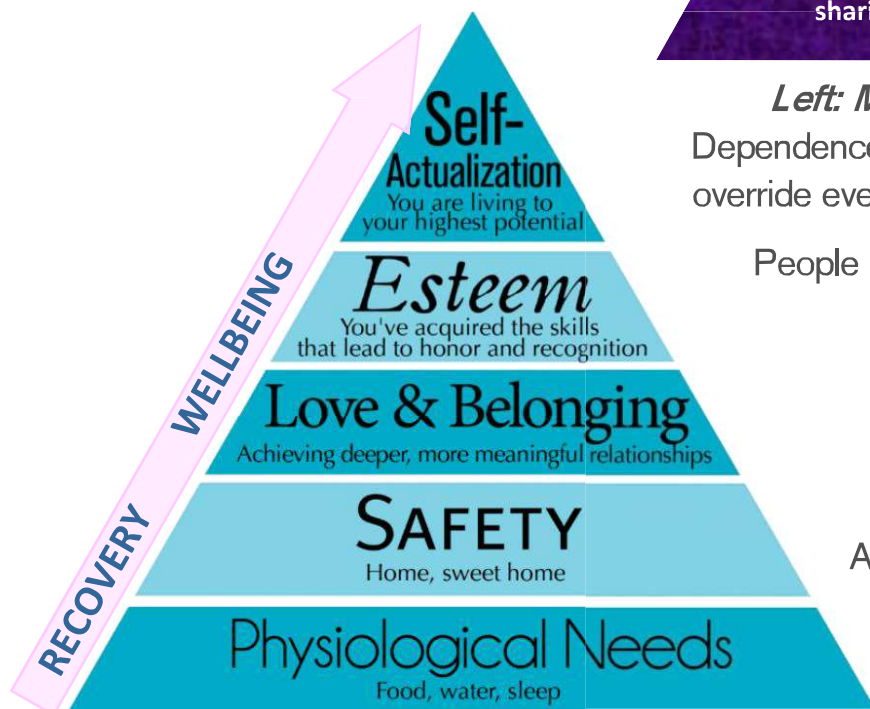 shari
Left: M
Dependence
override eve
People
A
Self-
Actualization
You are living to
your highest potential
Esteem
You've acquired the skills
that lead to honor and recognition
Love & Belonging
Achieving deeper, more meaningful relationships
SAFETY
Home, sweet home
Physiological Needs
Food, water, sleep
RECOVERY WELLBEING